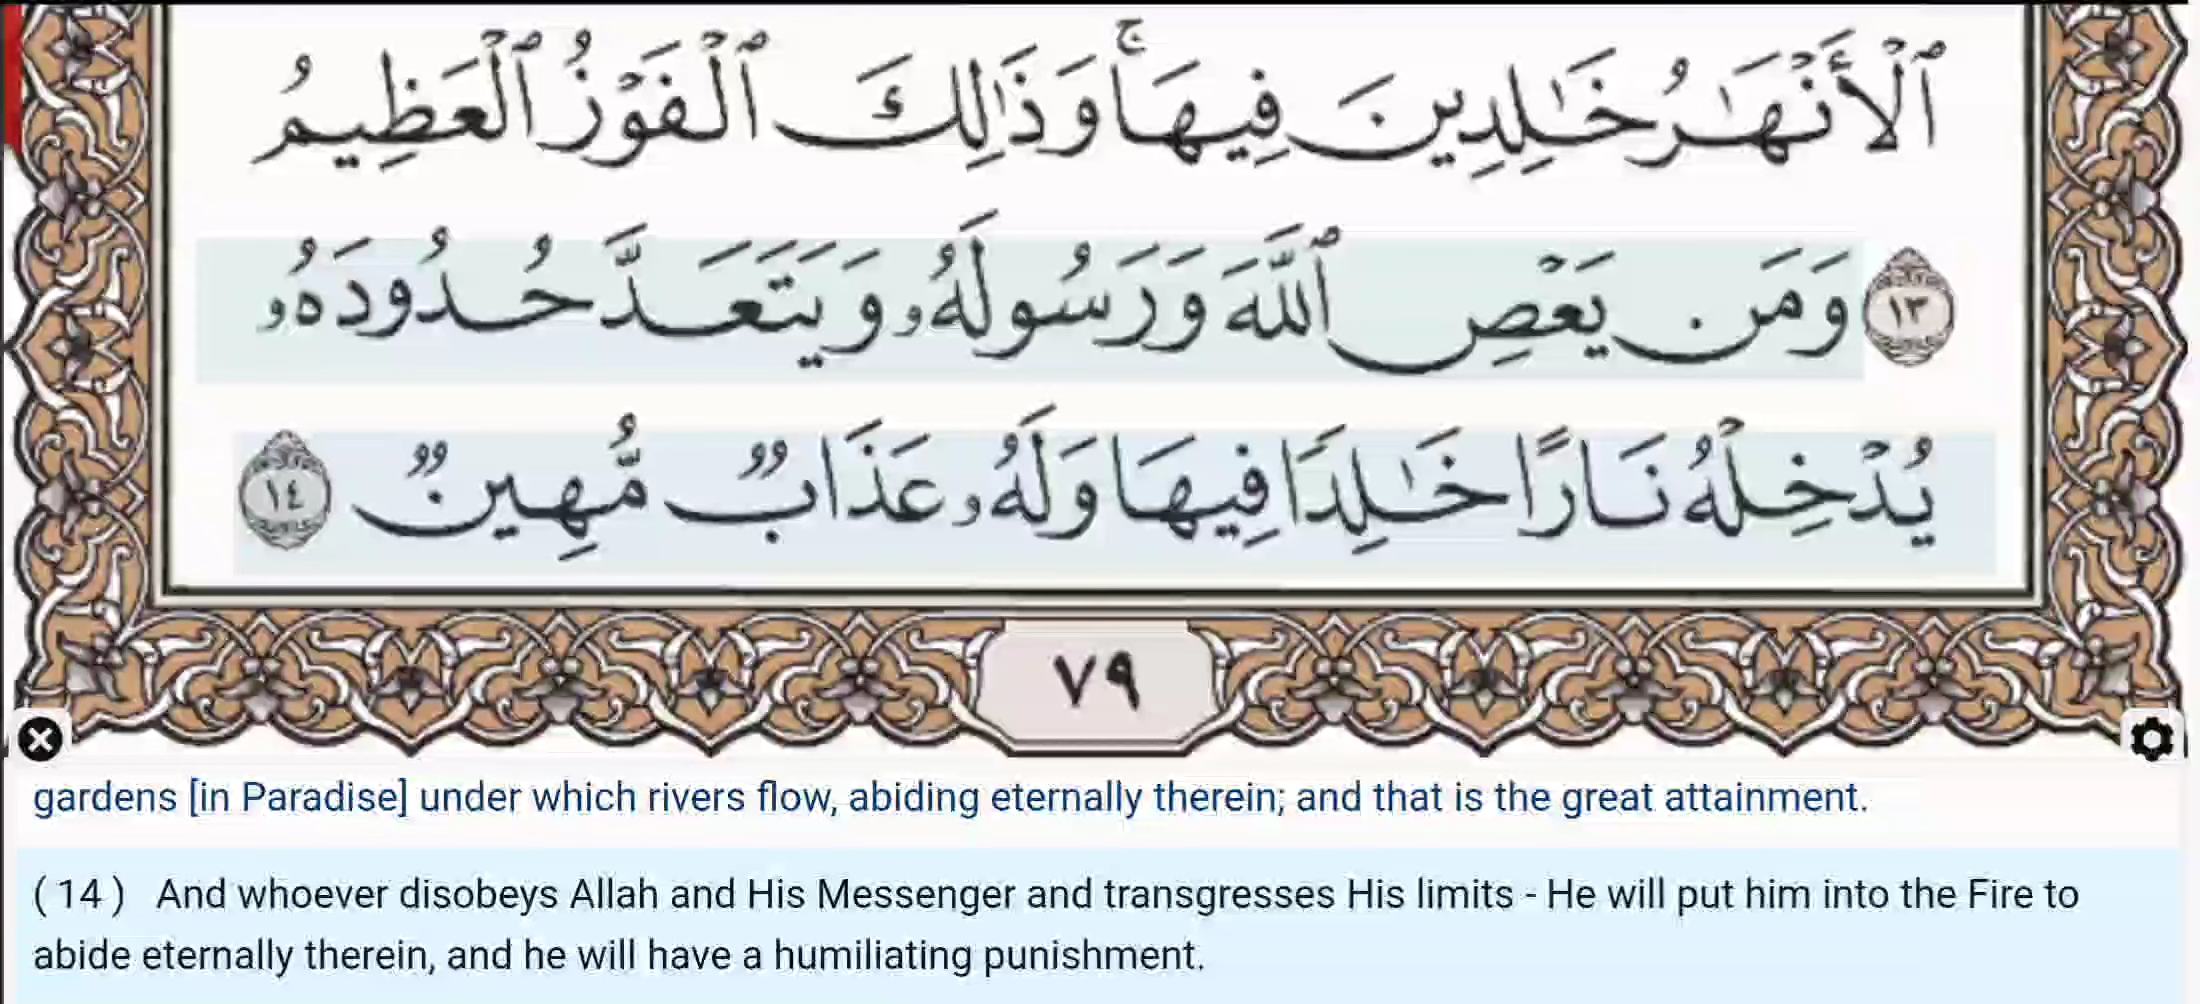 ٱلۡأَنۡهَٰرُ خَٰلِدِينَ فِيهَاۚ وَذَٰلِكَ ٱلۡفَوۡزُ ٱلۡعَظِيمُ
١٣ وَمَن يَعۡصِ ٱللَّهَ وَرَسُولَهُۥ وَيَتَعَدَّ حُدُودَهُۥ
يُدۡخِلۡهُ نَارًا خَٰلِدٗا فِيهَا وَلَهُۥ عَذَابٞ مُّهِينٞ ١٤
٧٩
gardens [in Paradise] under which rivers flow, abiding eternally therein; and that is the great attainment.
( 14 ) And whoever disobeys Allah and His Messenger and transgresses His limits - He will put him into the Fire to
abide eternally therein, and he will have a humiliating punishment.